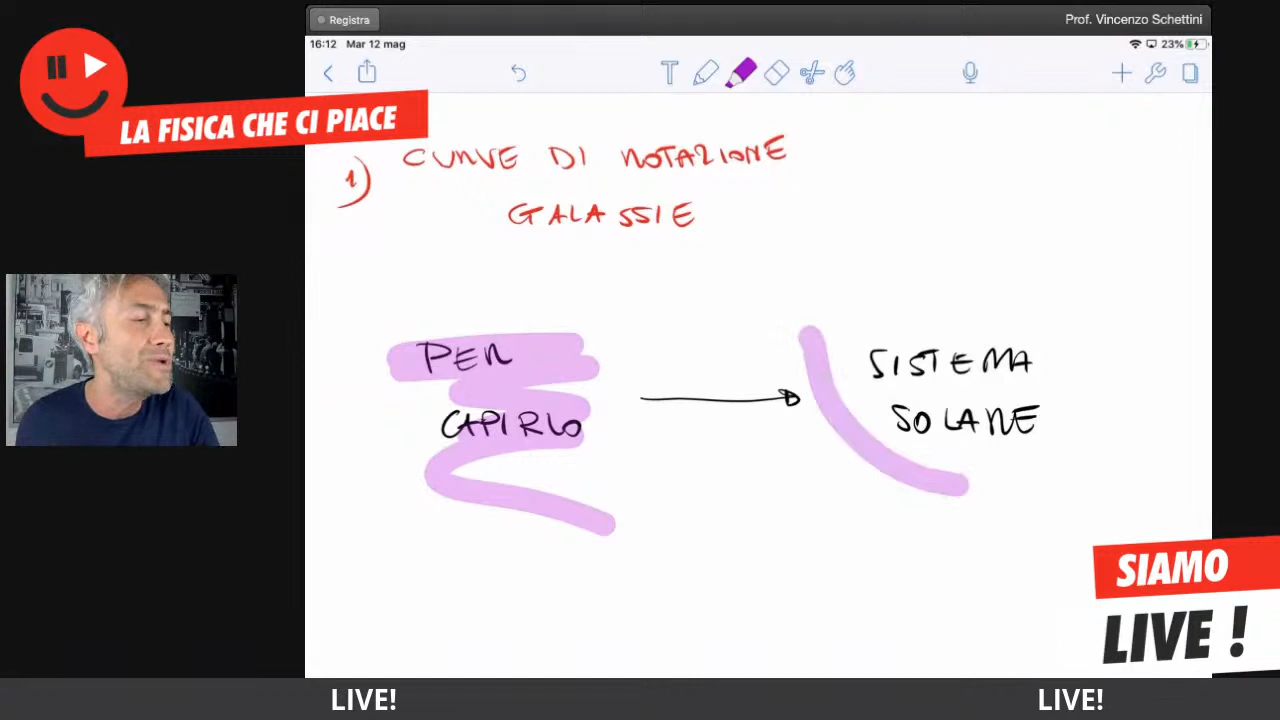 Registra
Prof. Vincenzo Schettini
16:12 Mar 12 mag
23%
LA FISICA CHE CI PIACE
1) CURVE DI ROTAZIONE
GALASSIE
PER
CAPIRLO
SISTEMA
SOLARE
SIAMO
LIVE !
LIVE!
LIVE!